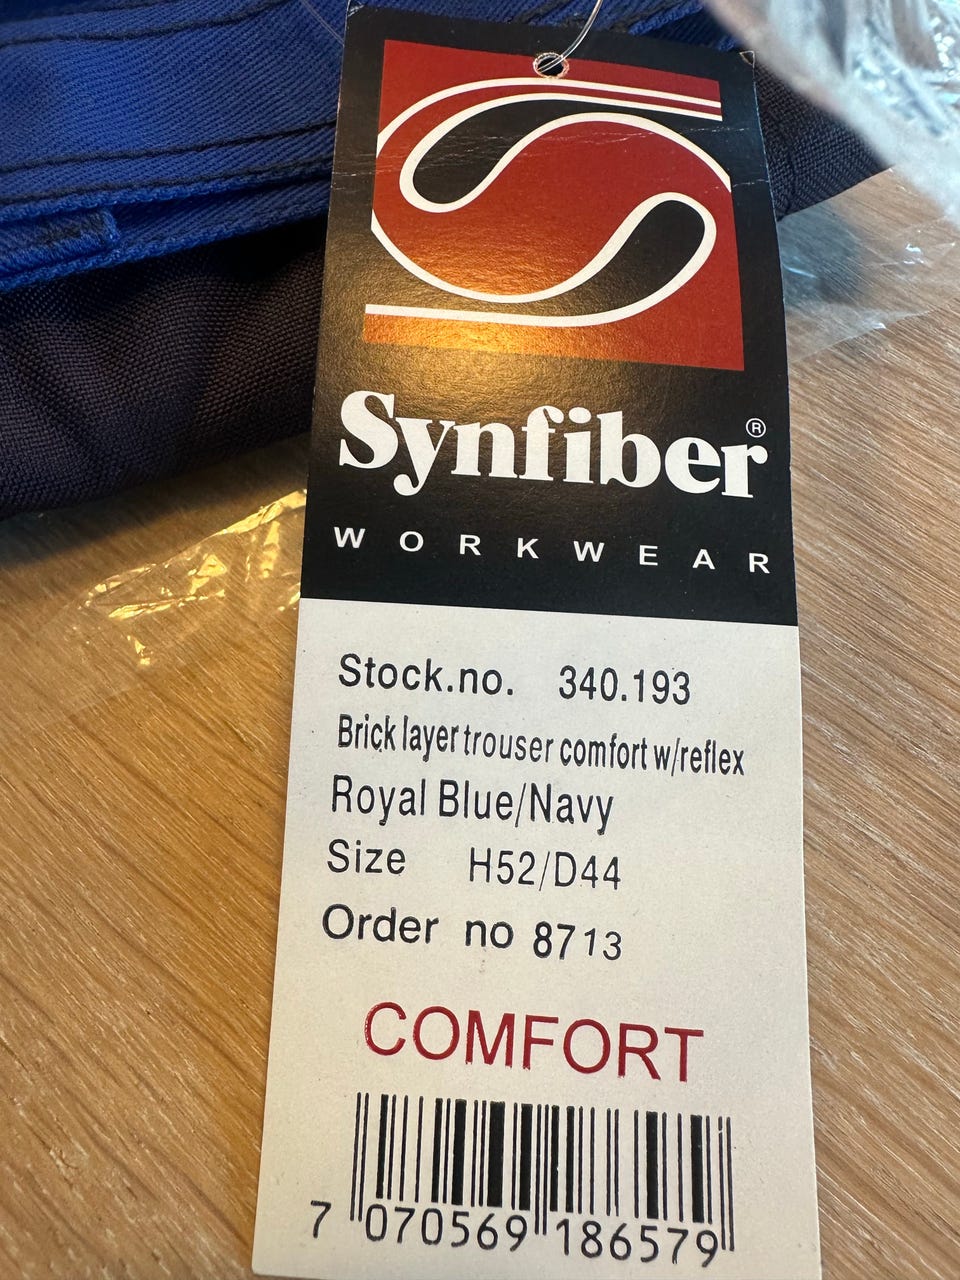 Synfiber®
WORKWEAR
Stock.no. 340.193
Brick layer trouser comfort w/reflex
Royal Blue/Navy
Size H52/D44
Order no 8713
COMFORT
7 070569 186579